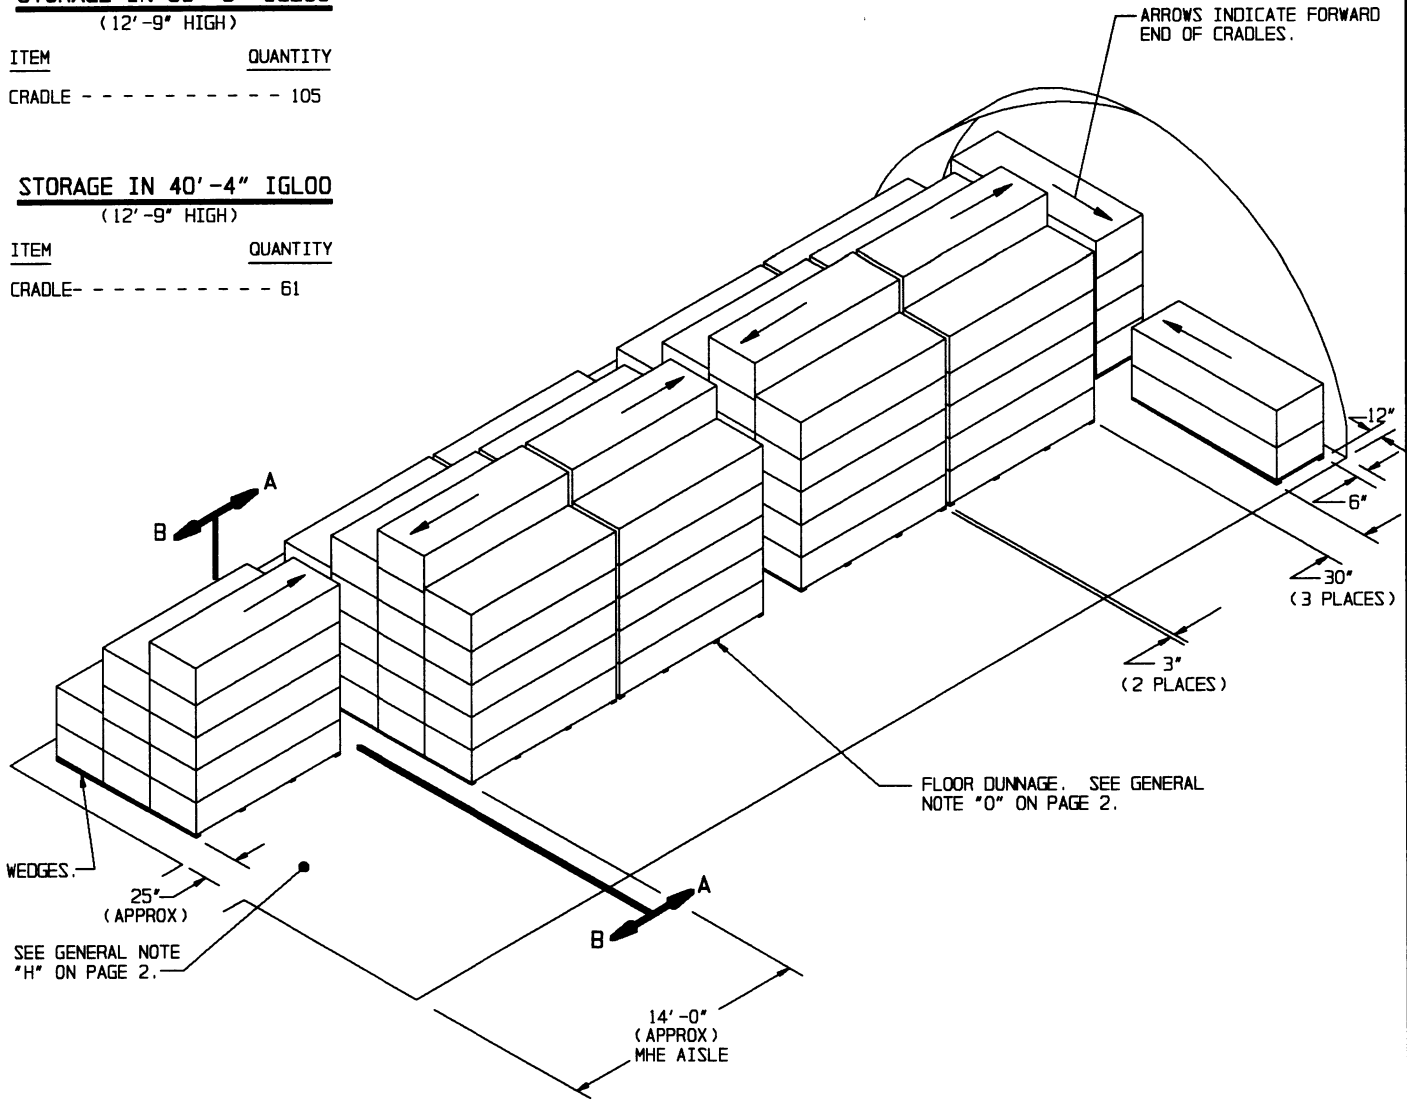 (12'-9" HIGH)
ITEM QUANTITY
CRADLE - - - - - - - - - - 105
STORAGE IN 40'-4" IGLOO
(12'-9" HIGH)
ITEM QUANTITY
CRADLE- - - - - - - - - - 61
ARROWS INDICATE FORWARD
END OF CRADLES.
12"
6"
30"
(3 PLACES)
3"
(2 PLACES)
A
B
FLOOR DUNNAGE. SEE GENERAL
NOTE "O" ON PAGE 2.
WEDGES.
25"
(APPROX)
SEE GENERAL NOTE
"H" ON PAGE 2.
A
B
14'-0"
(APPROX)
MHE AISLE